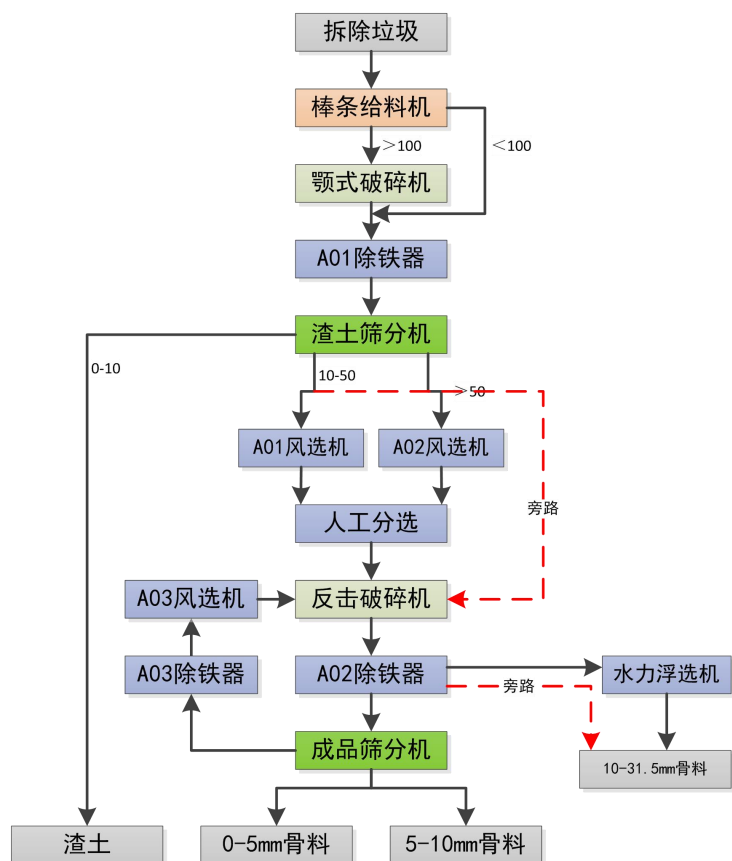 拆除垃圾
棒条给料机
＞100
＜100
颚式破碎机
A01除铁器
渣土筛分机
0-10
10-50
＞50
A01风选机
A02风选机
旁路
人工分选
A03风选机
反击破碎机
A03除铁器
A02除铁器
旁路
水力浮选机
成品筛分机
10-31.5mm骨料
渣土
0-5mm骨料
5-10mm骨料